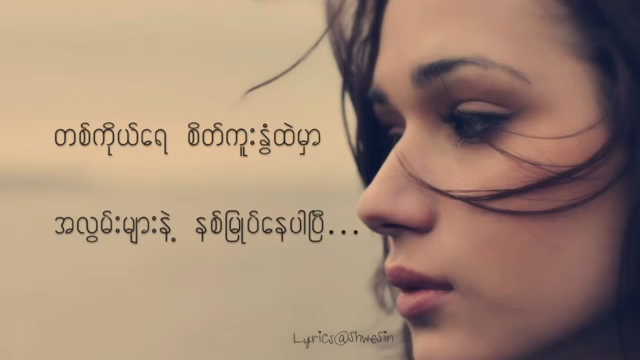 တစ်ကိုယ်ရေ စိတ်ကူးနွံထဲမှာ
အလွမ်းများနဲ့ နစ်မြုပ်နေပါပြီ...
Lyrics@Shwesin